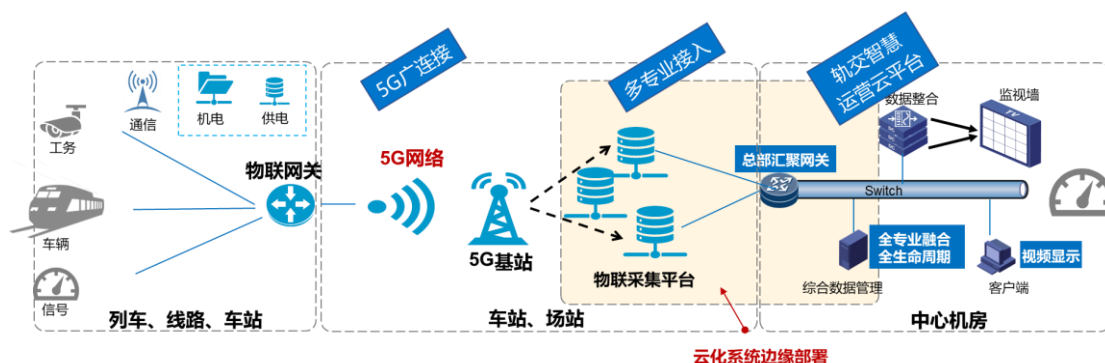 5G广连接
多专业接入
轨交智慧
运营云平台
通信
机电
供电
工务
物联网关
5G网络
数据整合
监视墙
AI
总部汇聚网关
Switch
车辆
5G基站
物联采集平台
全专业融合
全生命周期
视频显示
信号
综合数据管理
客户端
列车、线路、车站
车站、场站
中心机房
云化系统边缘部署